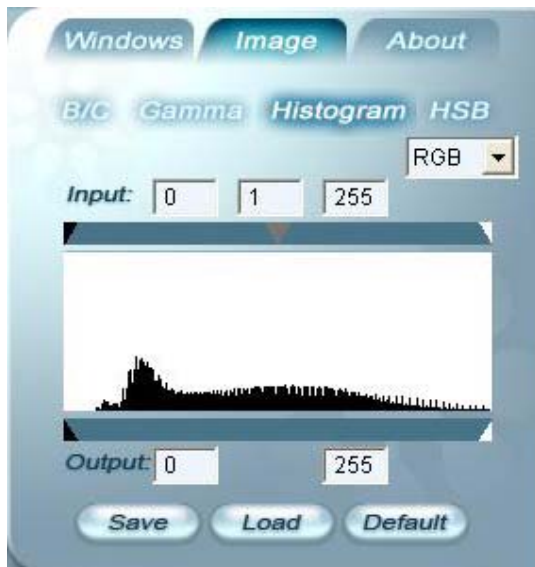 Windows Image About
B/C Gamma Histogram HSB
RGB
Input: 0 1 255
Output: 0 255
Save Load Default